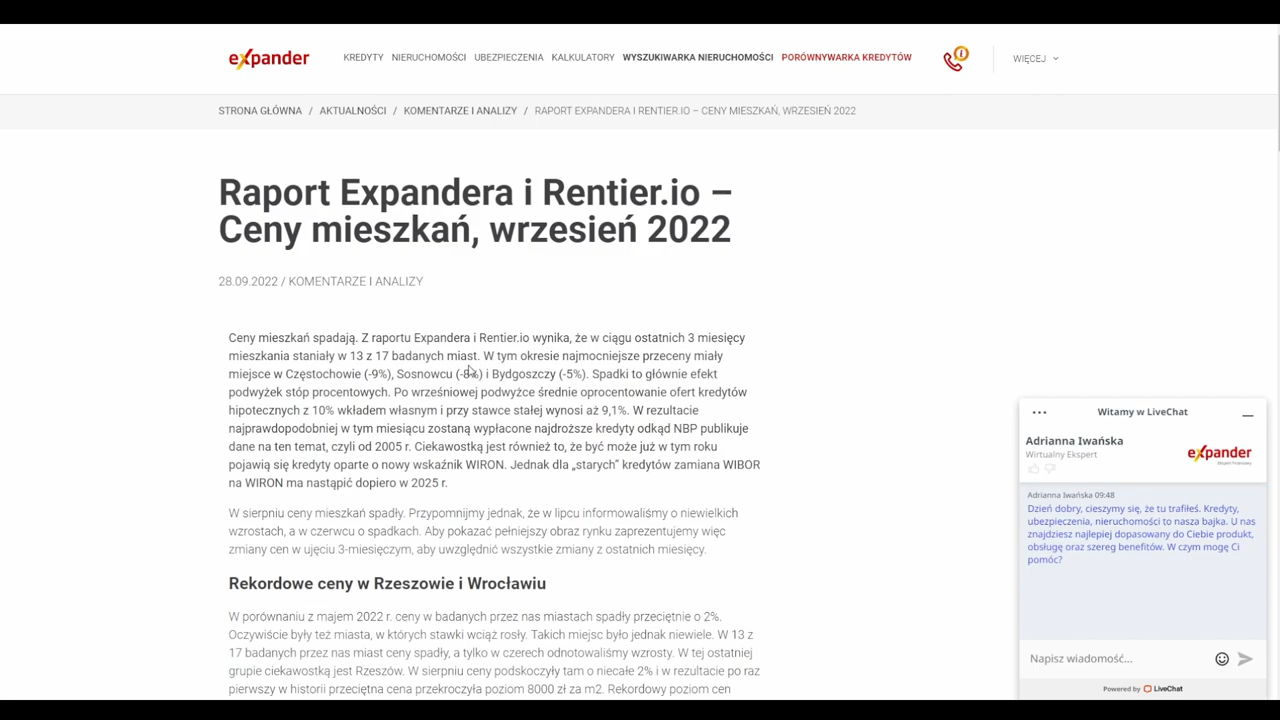 expander
KREDYTY NIERUCHOMOŚCI UBEZPIECZENIA KALKULATORY WYSZUKIWARKA NIERUCHOMOŚCI PORÓWNYWARKA KREDYTÓW
WIĘCEJ
STRONA GŁÓWNA / AKTUALNOŚCI / KOMENTARZE I ANALIZY / RAPORT EXPANDERA I RENTIER.IO – CENY MIESZKAŃ, WRZESIEŃ 2022
Raport Expandera i Rentier.io –
Ceny mieszkań, wrzesień 2022
28.09.2022 / KOMENTARZE I ANALIZY
Ceny mieszkań spadają. Z raportu Expandera i Rentier.io wynika, że w ciągu ostatnich 3 miesięcy
mieszkania staniały w 13 z 17 badanych miast. W tym okresie najmocniejsze przeceny miały
miejsce w Częstochowie (-9%), Sosnowcu (-8%) i Bydgoszczy (-5%). Spadki to głównie efekt
podwyżek stóp procentowych. Po wrześniowej podwyżce średnie oprocentowanie ofert kredytów
hipotecznych z 10% wkładem własnym i przy stawce stałej wynosi aż 9,1%. W rezultacie
najprawdopodobniej w tym miesiącu zostaną wypłacone najdroższe kredyty odkąd NBP publikuje
dane na ten temat, czyli od 2005 r. Ciekawostką jest również to, że być może już w tym roku
pojawią się kredyty oparte o nowy wskaźnik WIRON. Jednak dla „starych” kredytów zamiana WIBOR
na WIRON ma nastąpić dopiero w 2025 r.
W sierpniu ceny mieszkań spadły. Przypomnijmy jednak, że w lipcu informowaliśmy o niewielkich
wzrostach, a w czerwcu o spadkach. Aby pokazać pełniejszy obraz rynku zaprezentujemy więc
zmiany cen w ujęciu 3-miesięczym, aby uwzględnić wszystkie zmiany z ostatnich miesięcy.
Rekordowe ceny w Rzeszowie i Wrocławiu
W porównaniu z majem 2022 r. ceny w badanych przez nas miastach spadły przeciętnie o 2%.
Oczywiście były też miasta, w których stawki wciąż rosły. Takich miejsc było jednak niewiele. W 13 z
17 badanych przez nas miast ceny spadły, a tylko w czerech odnotowaliśmy wzrosty. W tej ostatniej
grupie ciekawostką jest Rzeszów. W sierpniu ceny podskoczyły tam o niecałe 2% i w rezultacie po raz
pierwszy w historii przeciętna cena przekroczyła poziom 8000 zł za m2. Rekordowy poziom cen
Witamy w LiveChat
Adrianna Iwańska
Wirtualny Ekspert
expander
Ekspert Finansowy
Adrianna Iwańska 09:48
Dzień dobry, cieszymy się, że tu trafiłeś. Kredyty,
ubezpieczenia, nieruchomości to nasza bajka. U nas
znajdziesz najlepiej dopasowany do Ciebie produkt,
obsługę oraz szereg benefitów. W czym mogę Ci
pomóc?
Napisz wiadomość...
Powered by LiveChat